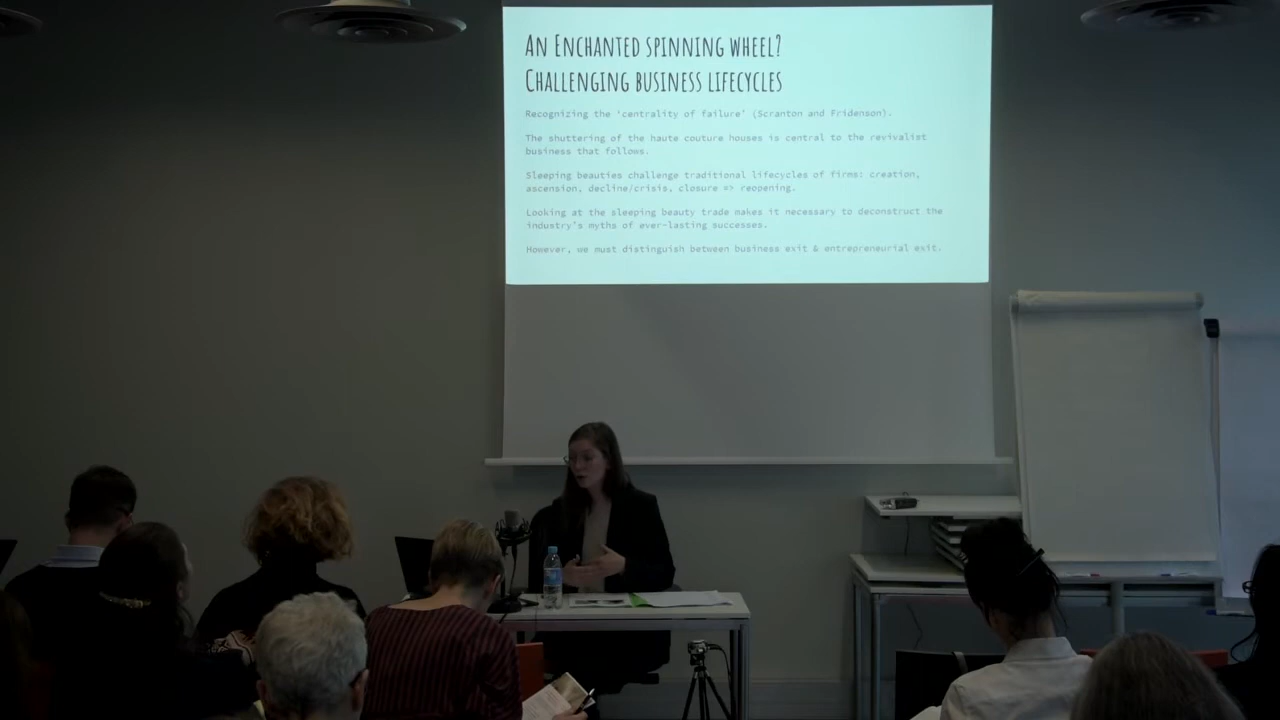 An Enchanted spinning wheel?
Challenging business lifecycles
Recognizing the ‘centrality of failure’ (Scranton and Fridenson).
The shuttering of the haute couture houses is central to the revivalist
business that follows.
Sleeping beauties challenge traditional lifecycles of firms: creation,
ascension, decline/crisis, closure => reopening.
Looking at the sleeping beauty trade makes it necessary to deconstruct the
industry’s myths of ever-lasting successes.
However, we must distinguish between business exit & entrepreneurial exit.